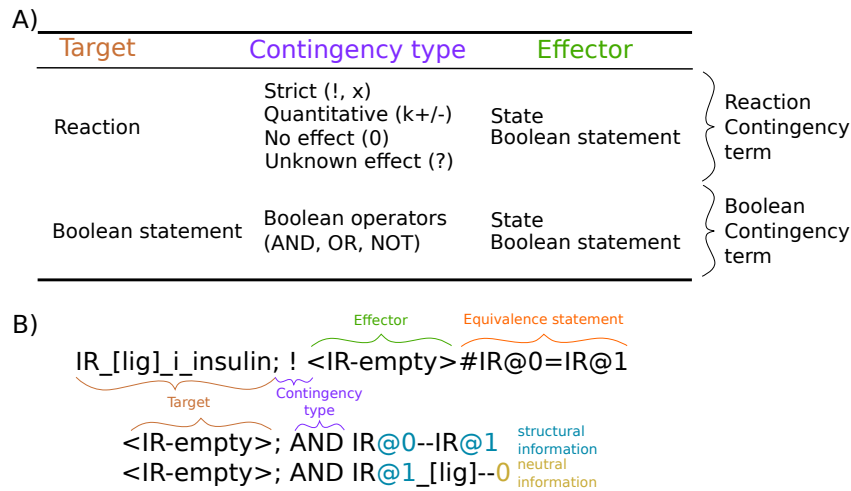 A)
Target Contingency type Effector
Reaction
Strict (!, x)
Quantitative (k+/-)
No effect (0)
Unknown effect (?)
State
Boolean statement
Reaction
Contingency
term
Boolean statement
Boolean operators
(AND, OR, NOT)
State
Boolean statement
Boolean
Contingency
term
B)
Effector Equivalence statement
IR_[lig]_i_insulin; ! <IR-empty>#IR@0=IR@1
Target
Contingency
type
<IR-empty>; AND IR@0--IR@1
structural
information
<IR-empty>; AND IR@1_[lig]--0
neutral
information